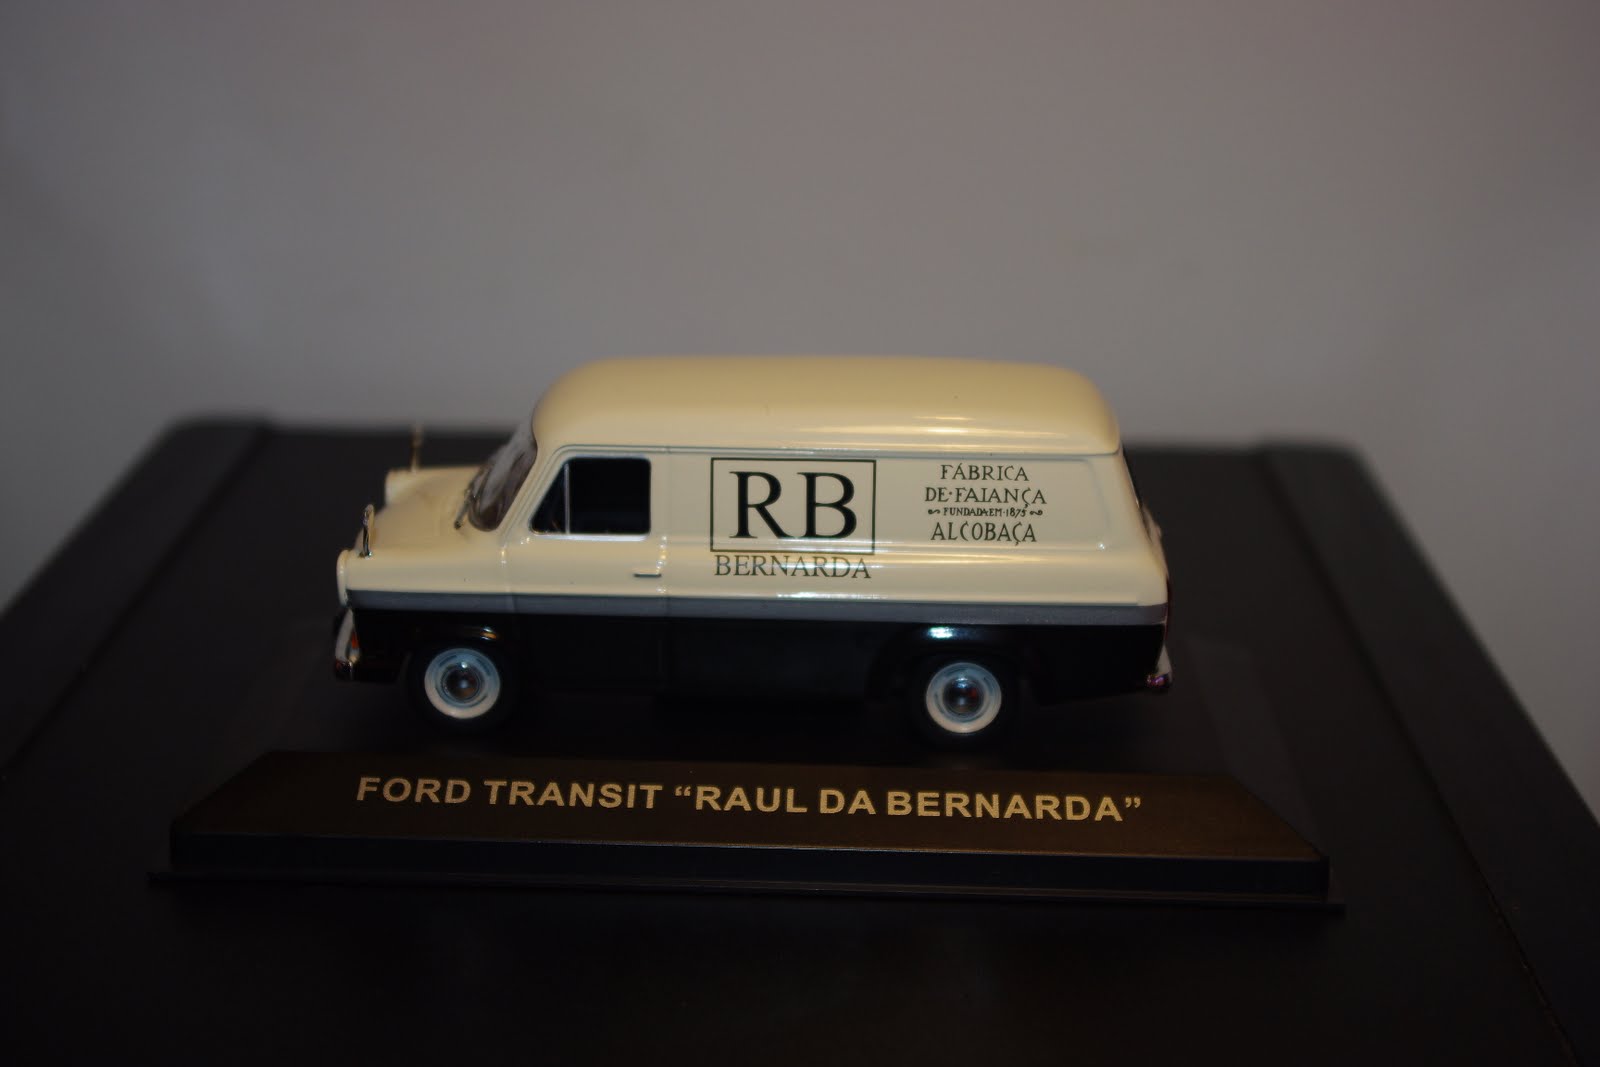 RB
BERNARDA
FÁBRICA
DE·FAIANÇA
FUNDADA·EM·1875
ALCOBAÇA
FORD TRANSIT “RAUL DA BERNARDA”